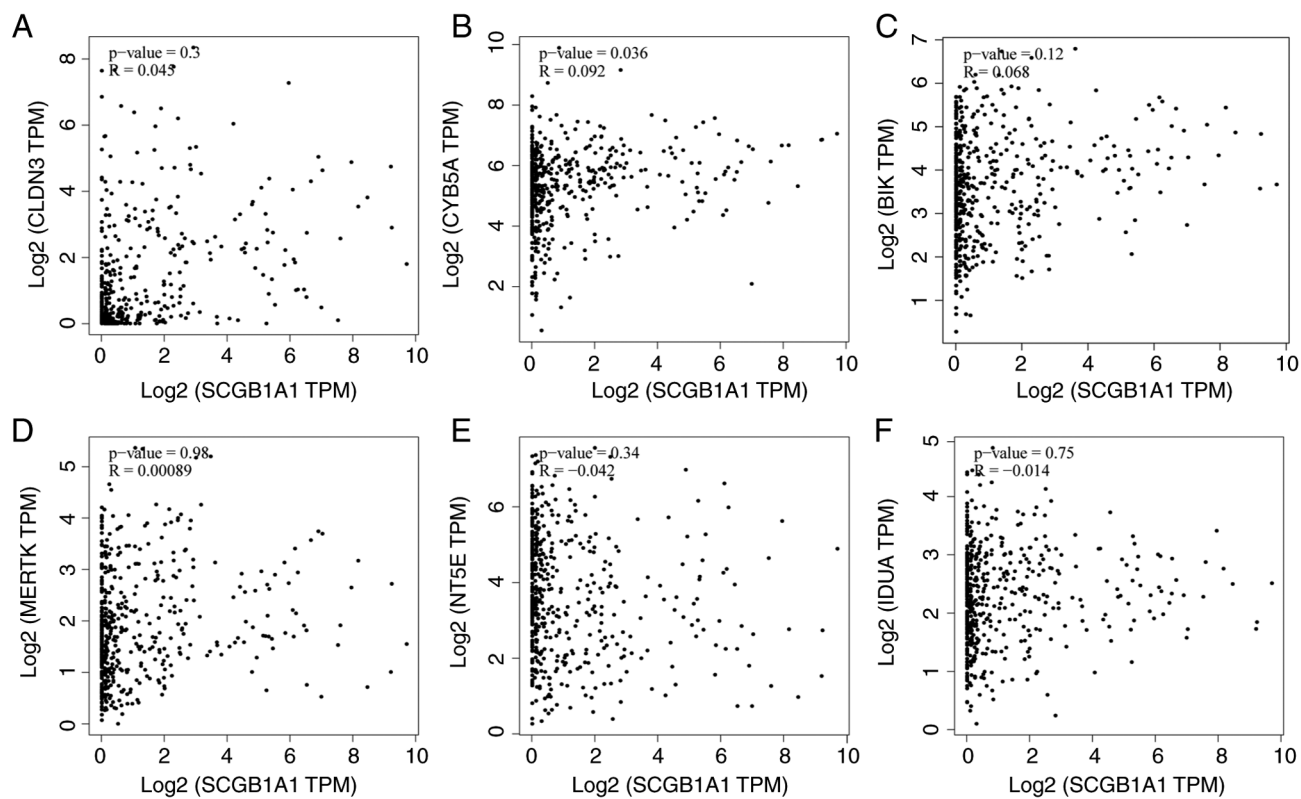 A
p-value = 0.3
R = 0.045
Log2 (CLDN3 TPM)
8
6
4
2
0
0 2 4 6 8 10
Log2 (SCGB1A1 TPM)
B
p-value = 0.036
R = 0.092
Log2 (CYB5A TPM)
10
8
6
4
2
0 2 4 6 8 10
Log2 (SCGB1A1 TPM)
C
p-value = 0.12
R = 0.068
Log2 (BIK TPM)
7
6
5
4
3
2
1
0 2 4 6 8 10
Log2 (SCGB1A1 TPM)
D
p-value = 0.98
R = 0.00089
Log2 (MERTK TPM)
5
4
3
2
1
0
0 2 4 6 8 10
Log2 (SCGB1A1 TPM)
E
p-value = 0.34
R = −0.042
Log2 (NT5E TPM)
6
4
2
0
0 2 4 6 8 10
Log2 (SCGB1A1 TPM)
F
p-value = 0.75
R = −0.014
Log2 (IDUA TPM)
5
4
3
2
1
0
0 2 4 6 8 10
Log2 (SCGB1A1 TPM)